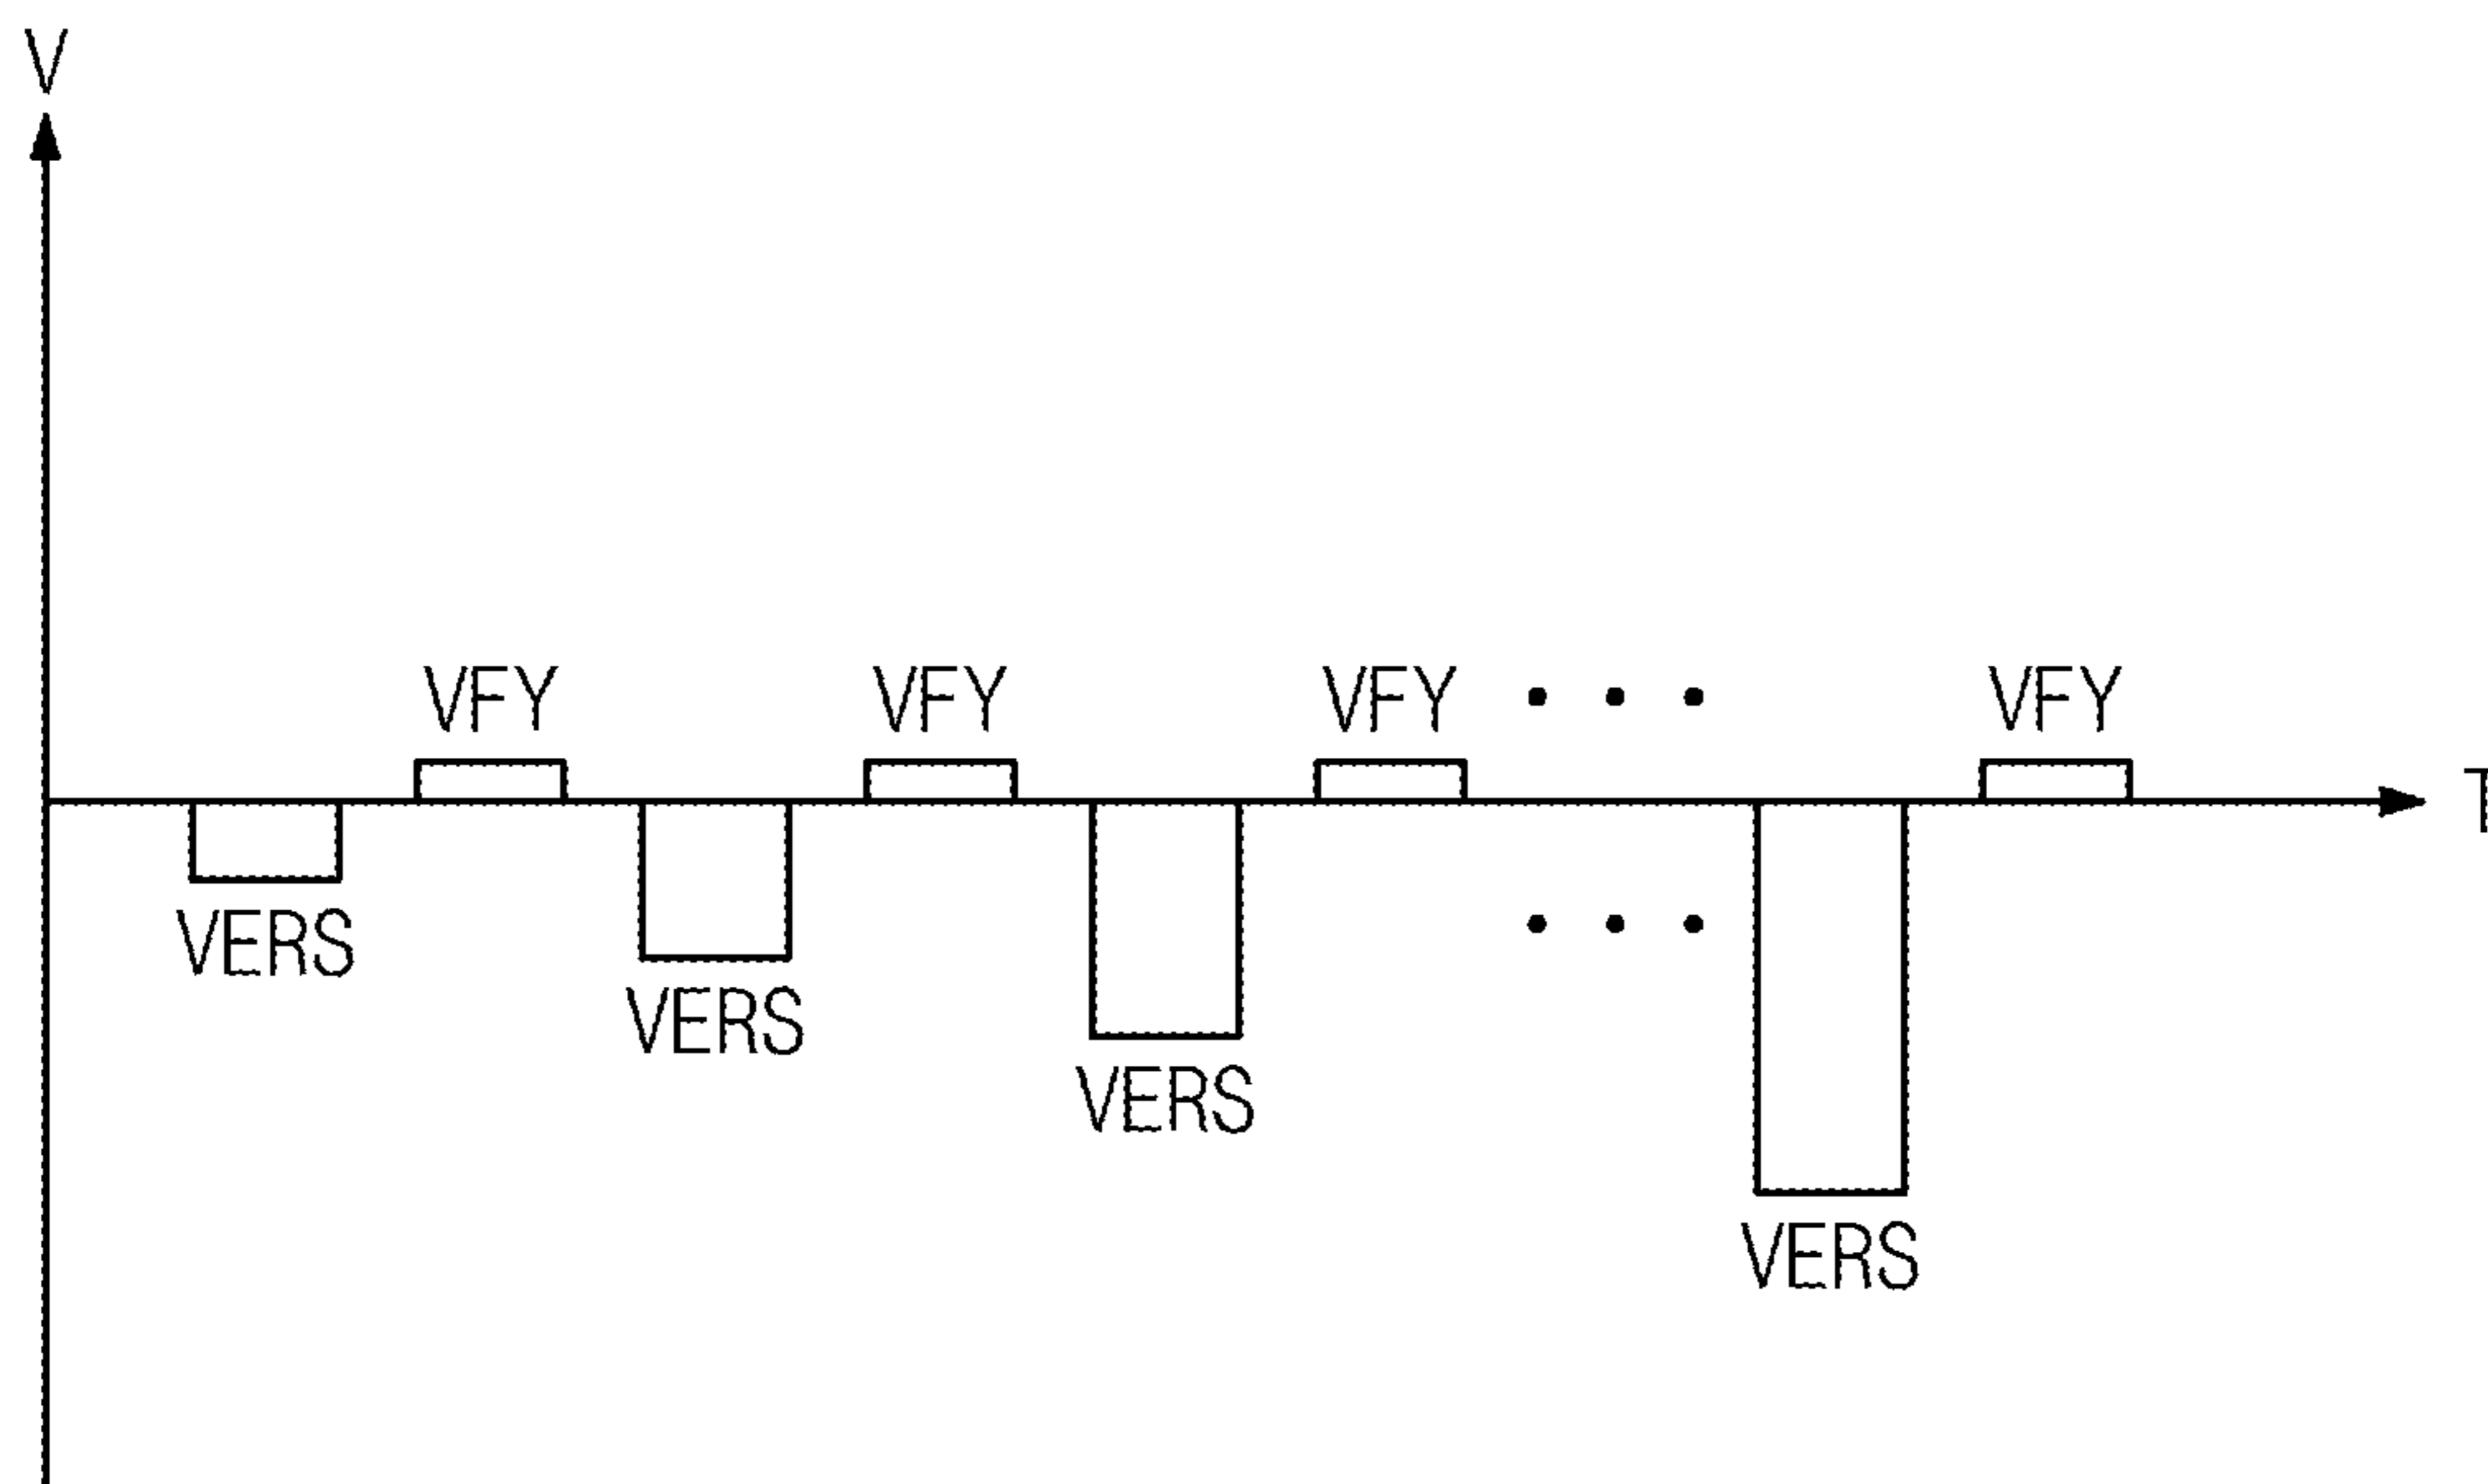 V
VFY VFY VFY • • • VFY
T
VERS • • •
VERS
VERS
VERS